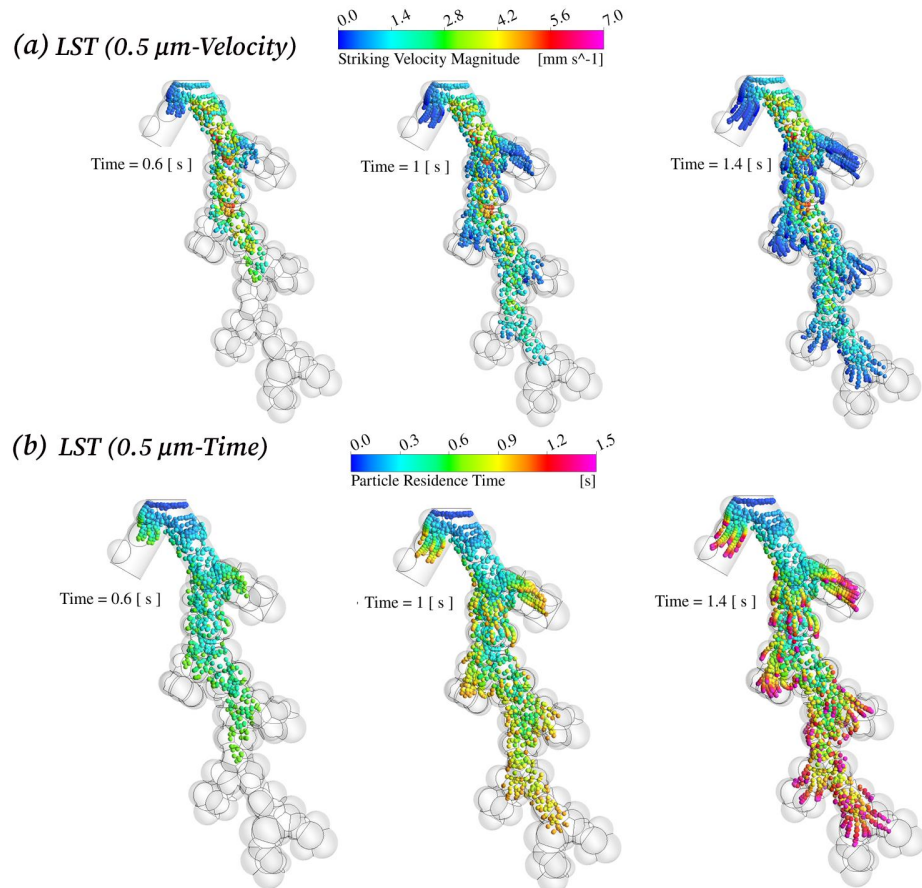 0.0 1.4 2.8 4.2 5.6 7.0
(a) LST (0.5 µm-Velocity)
Striking Velocity Magnitude [mm s^-1]
Time = 0.6 [ s ]
Time = 1 [ s ]
Time = 1.4 [ s ]
(b) LST (0.5 µm-Time)
0.0 0.3 0.6 0.9 1.2 1.5
Particle Residence Time [s]
Time = 0.6 [ s ]
Time = 1 [ s ]
Time = 1.4 [ s ]